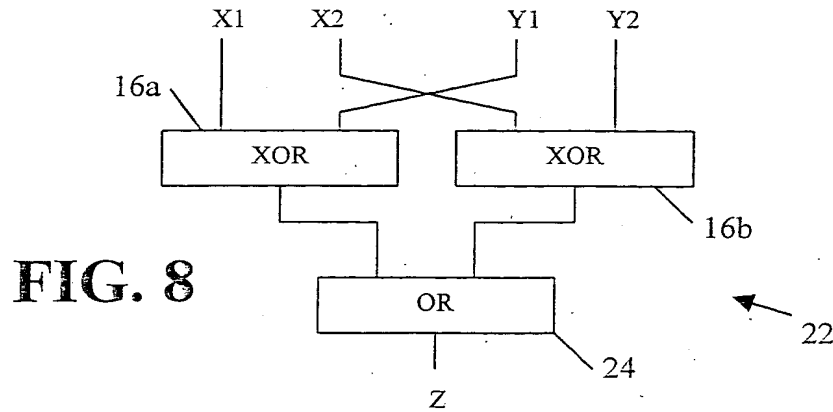 X1 X2 Y1 Y2
16a
XOR XOR
16b
FIG. 8
OR
22
24
Z